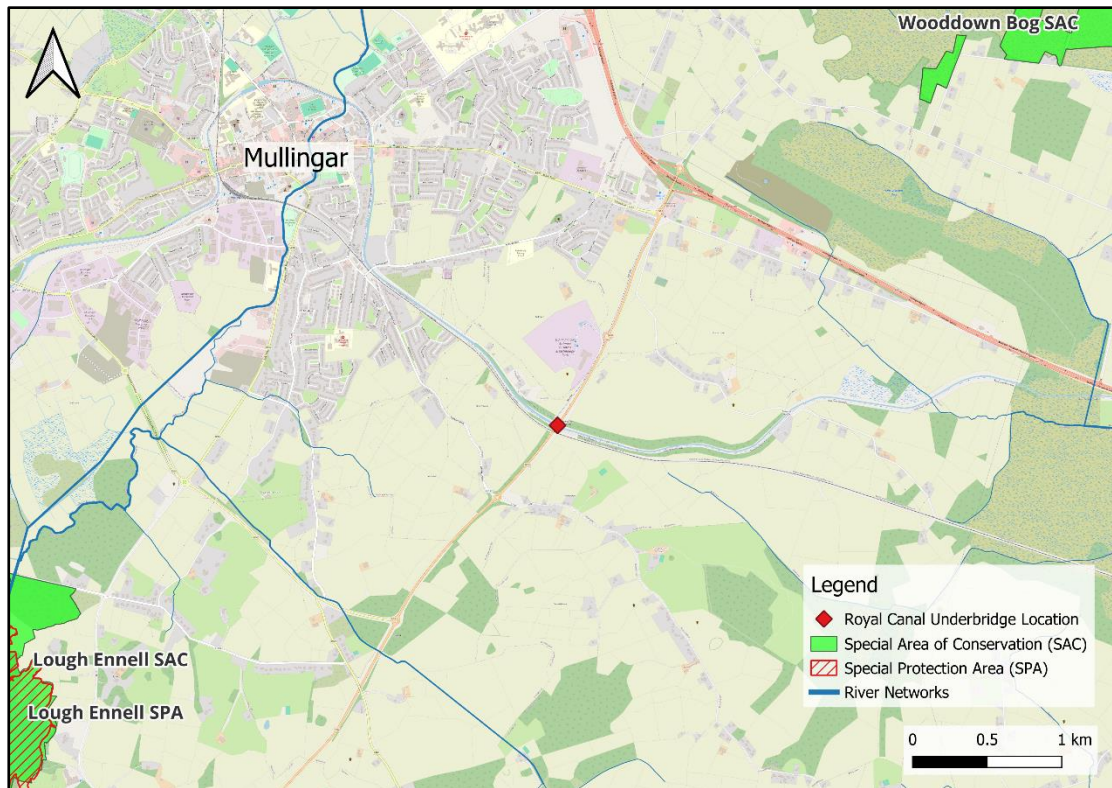 Wooddown Bog SAC
Mullingar
Legend
Royal Canal Underbridge Location
Special Area of Conservation (SAC)
Special Protection Area (SPA)
River Networks
Lough Ennell SAC
Lough Ennell SPA
0 0.5 1 km